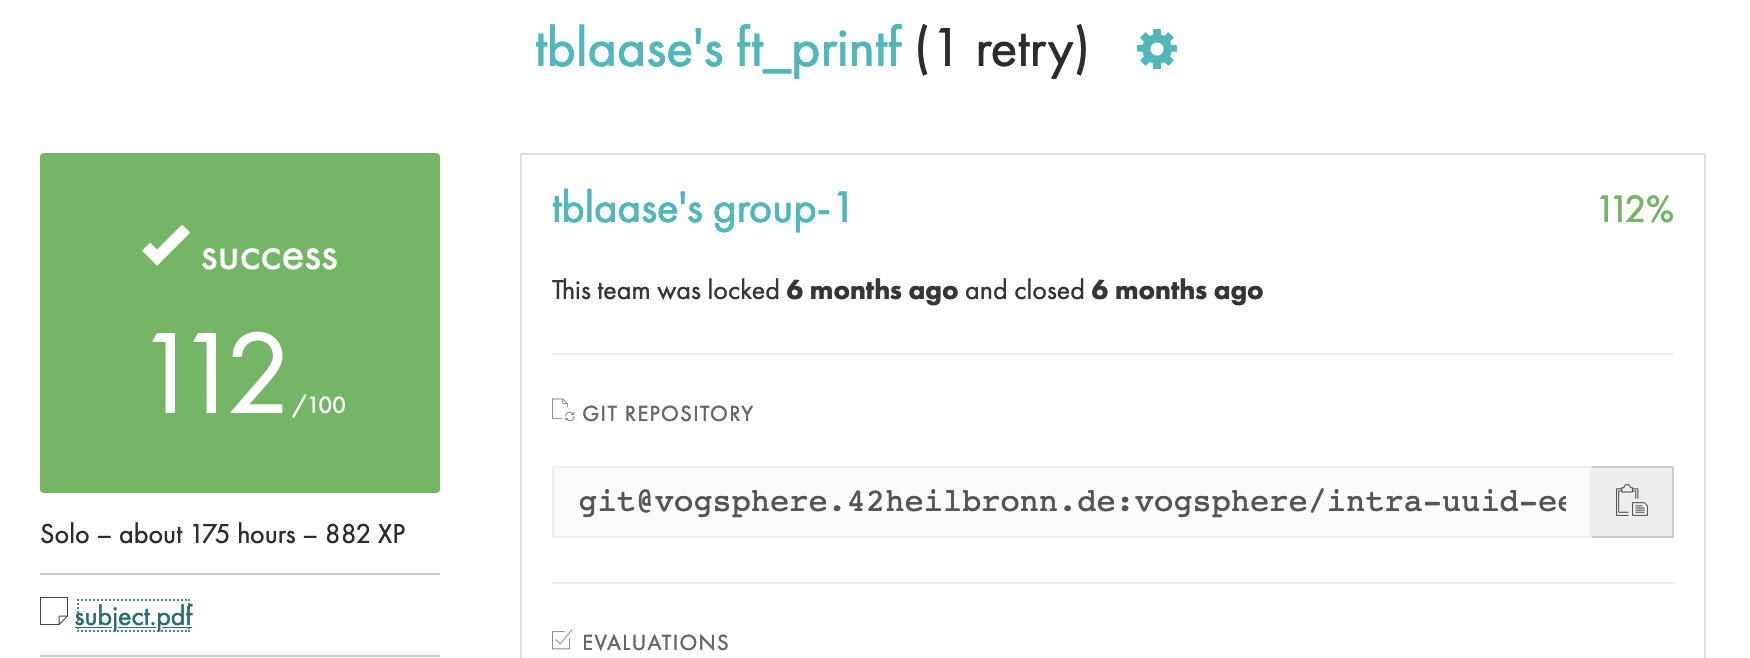 tblaase's ft_printf (1 retry)
success
112 /100
Solo – about 175 hours – 882 XP
subject.pdf
tblaase's group-1
112%
This team was locked 6 months ago and closed 6 months ago
GIT REPOSITORY
git@vogsphere.42heilbronn.de:vogsphere/intra-uuid-ee
EVALUATIONS